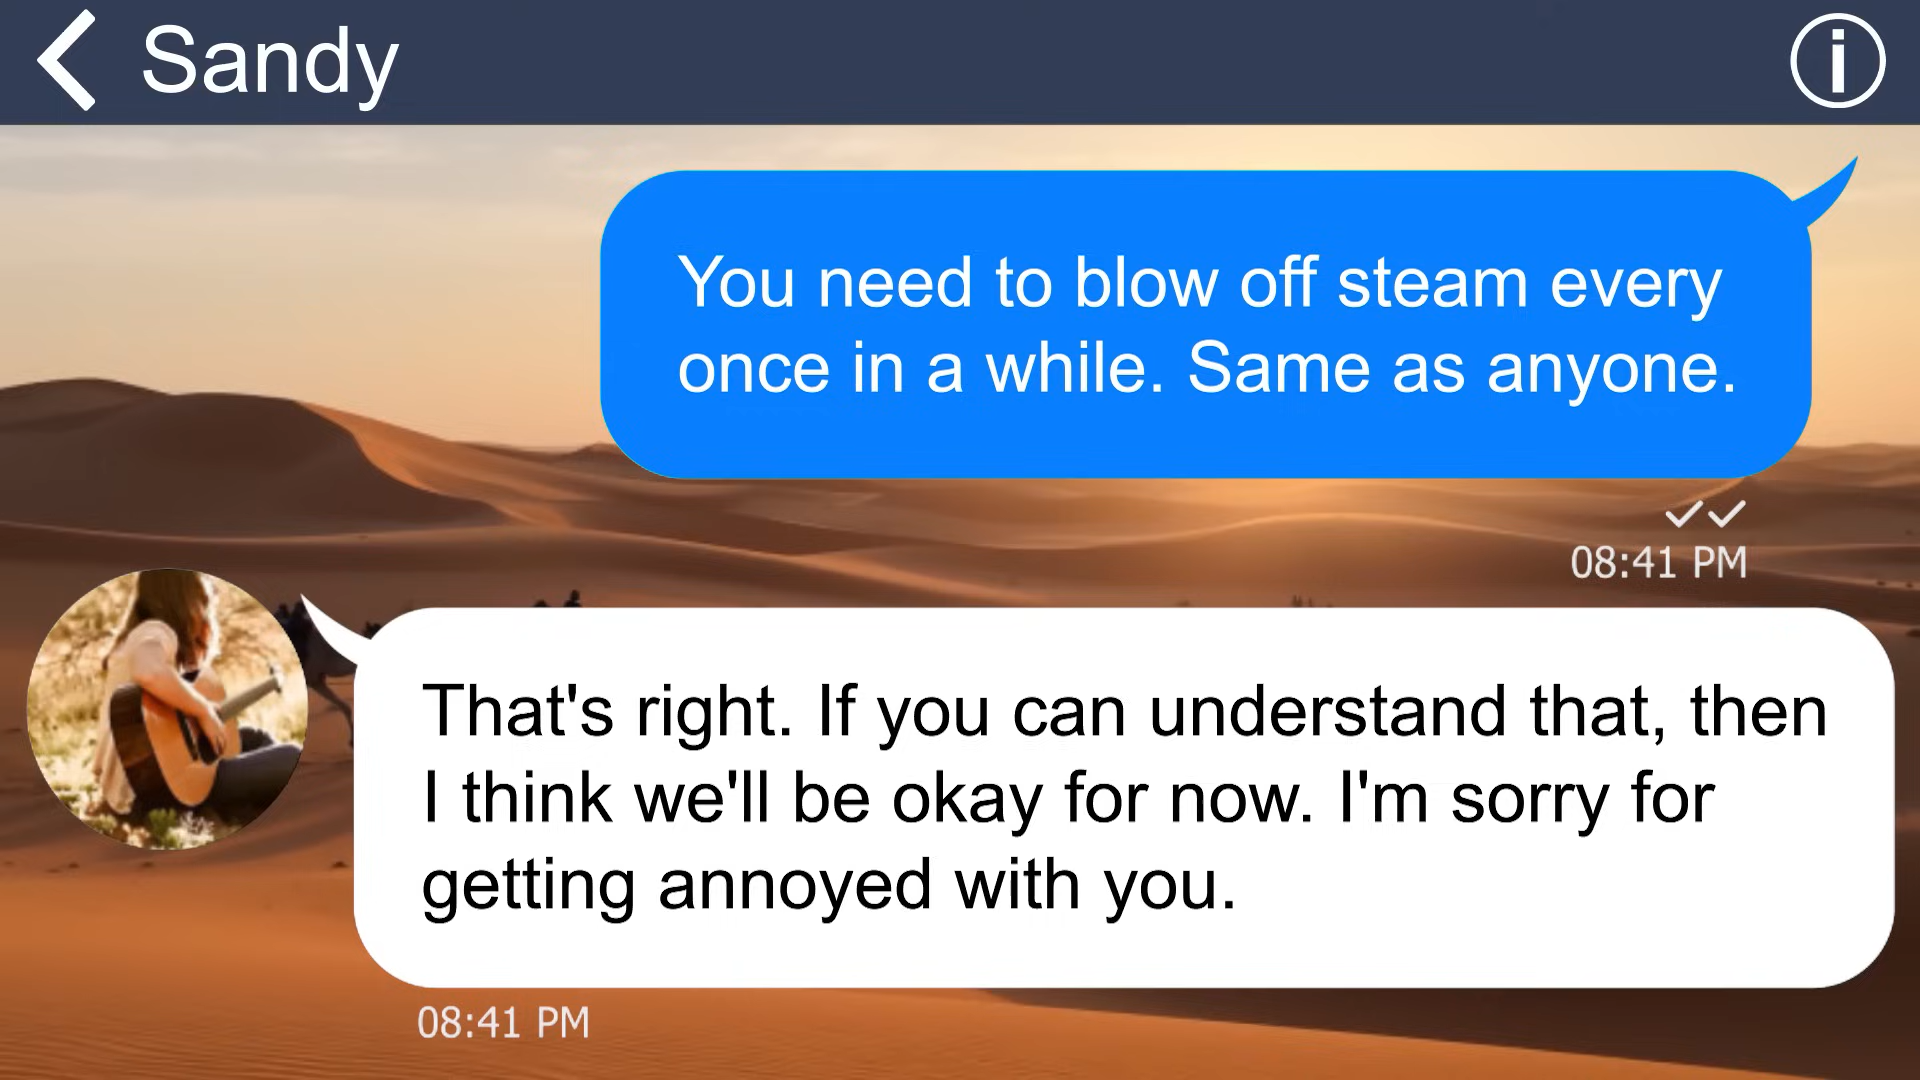 Sandy
You need to blow off steam every
once in a while. Same as anyone.
08:41 PM
That's right. If you can understand that, then
I think we'll be okay for now. I'm sorry for
getting annoyed with you.
08:41 PM